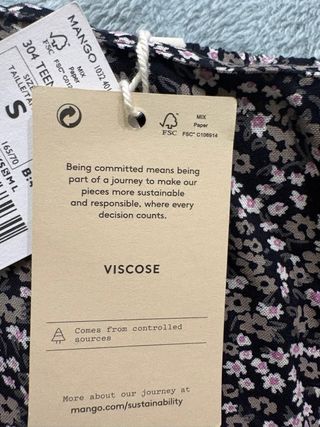 MANGO
304 TEEN
S
FSC
MIX
Paper
FSC® C106914
Being committed means being
part of a journey to make our
pieces more sustainable
and responsible, where every
decision counts.
VISCOSE
Comes from controlled
sources
More about our journey at
mango.com/sustainability